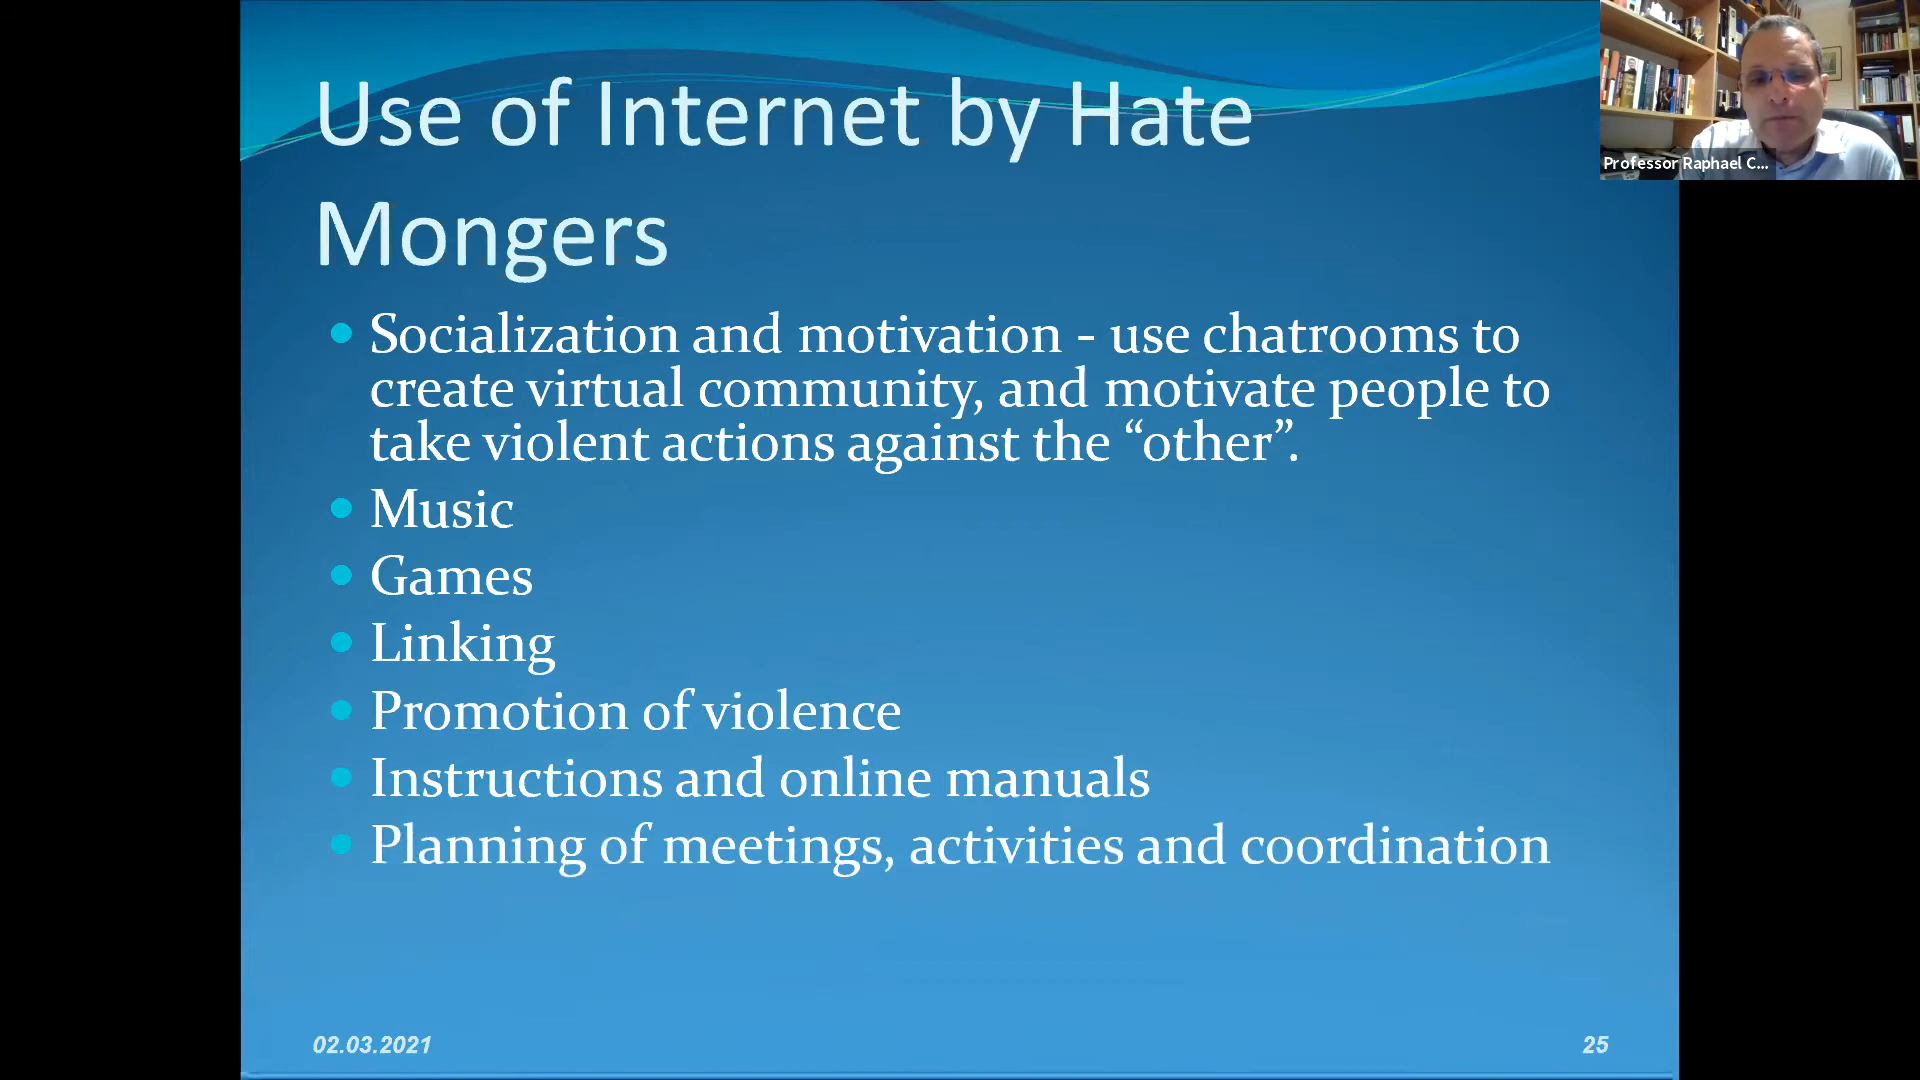 Use of Internet by Hate
Mongers
Professor Raphael C...
• Socialization and motivation - use chatrooms to
create virtual community, and motivate people to
take violent actions against the “other”.
• Music
• Games
• Linking
• Promotion of violence
• Instructions and online manuals
• Planning of meetings, activities and coordination
02.03.2021
25